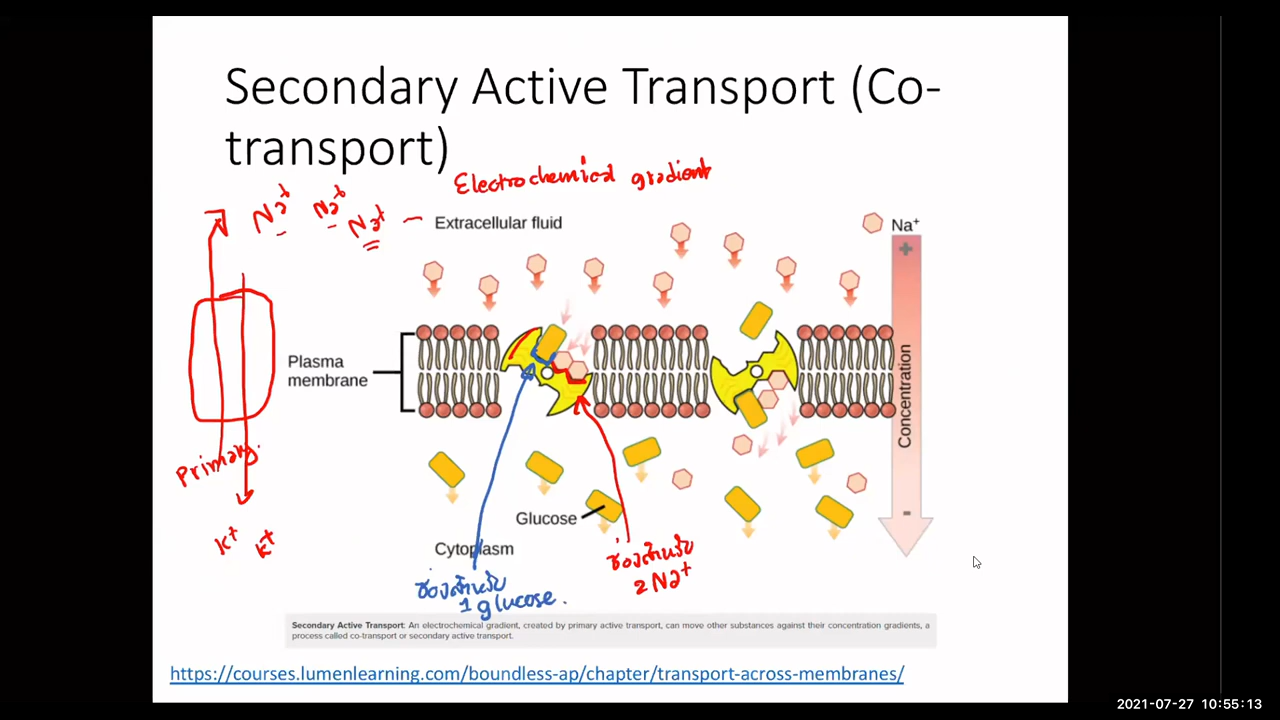 Secondary Active Transport (Co-
transport)
Electrochemical gradient
Na⁺ Na⁺ Na⁺
Extracellular fluid
Na⁺
+
Plasma
membrane
Concentration
Primary
-
Glucose
K⁺ K⁺
Cytoplasm
ช่องสำหรับ
2 Na⁺
ช่องสำหรับ
1 glucose.
Secondary Active Transport: An electrochemical gradient, created by primary active transport, can move other substances against their concentration gradients, a
process called co-transport or secondary active transport.
https://courses.lumenlearning.com/boundless-ap/chapter/transport-across-membranes/
2021-07-27 10:55:13